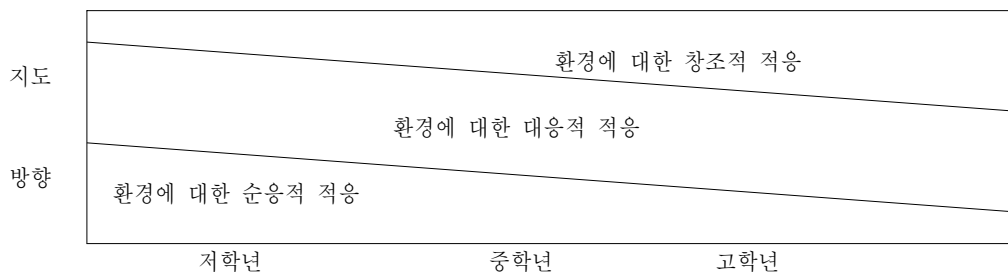 환경에 대한 창조적 적응
지도
환경에 대한 대응적 적응
방향
환경에 대한 순응적 적응
저학년 중학년 고학년